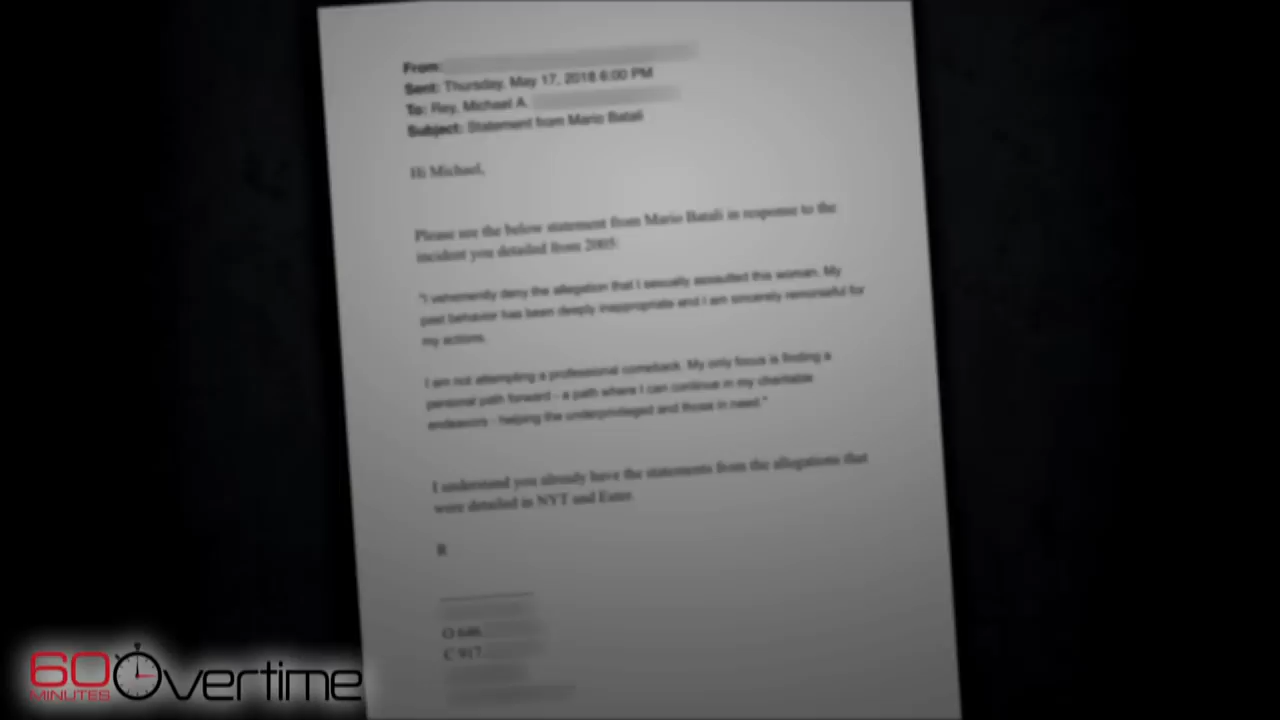 From:
Sent: Thursday, May 17, 2018 6:00 PM
To: Rey, Michael A.
Subject: Statement from Mario Batali
Hi Michael,
Please see the below statement from Mario Batali in response to the
incident you detailed from 2005:
"I vehemently deny the allegation that I sexually assaulted this woman. My
past behavior has been deeply inappropriate and I am sincerely remorseful for
my actions.
I am not attempting a professional comeback. My only focus is finding a
personal path forward - a path where I can continue in my charitable
endeavors - helping the underprivileged and those in need."
I understand you already have the statements from the allegations that
were detailed in NYT and Eater.
R
O 646
C 917
60 Overtime
MINUTES